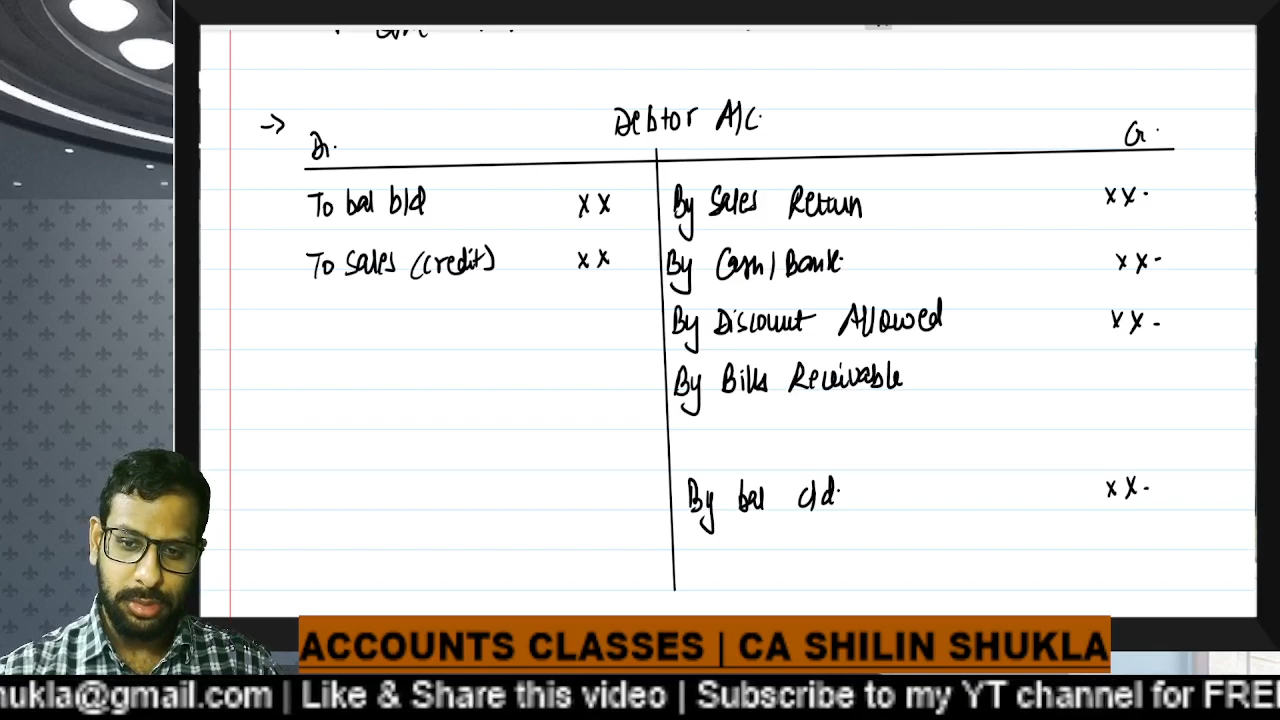 → Debtor A/c.
Dr. Cr.
To bal b/d xx By Sales Return xx.
To Sales (credit) xx By Cash/Bank. xx.
By Discount Allowed xx.
By Bills Receivable
By bal c/d. xx.
ACCOUNTS CLASSES | CA SHILIN SHUKLA
hukla@gmail.com | Like & Share this video | Subscribe to my YT channel for FREE